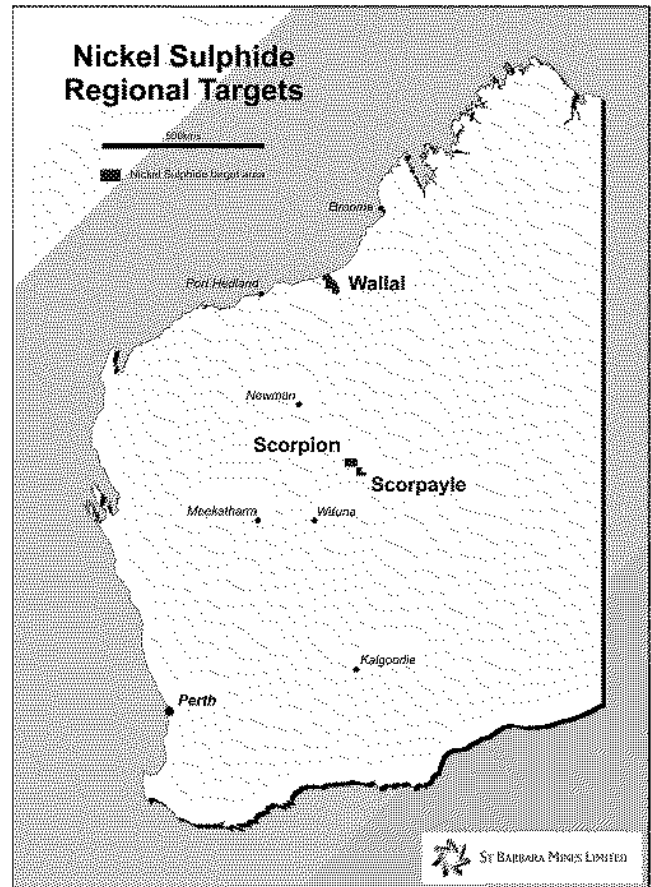 Nickel Sulphide
Regional Targets
500kms
Nickel Sulphide target area
Broome
Port Hedland
Wallal
Newman
Scorpion
Scorpayle
Meekatharra
Wiluna
Kalgoorlie
Perth
ST BARBARA MINES LIMITED